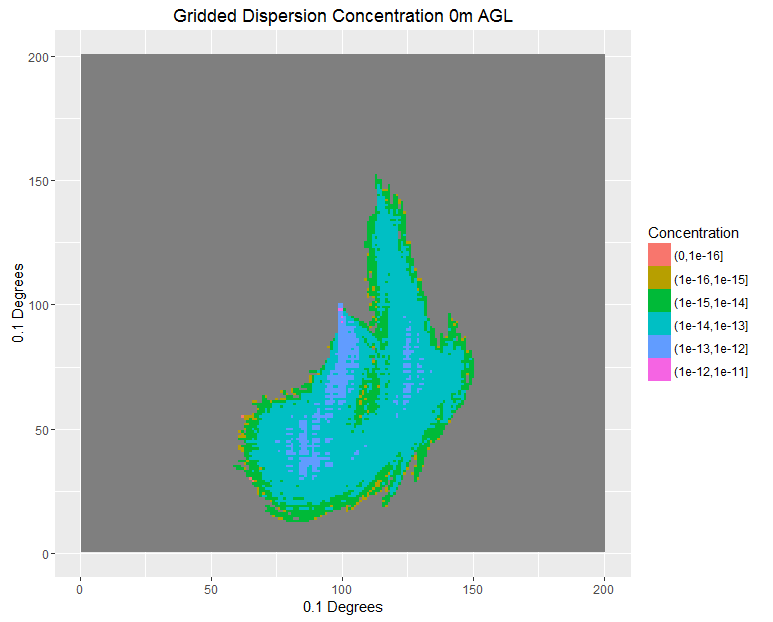 Gridded Dispersion Concentration 0m AGL
200
150
100
50
0
0.1 Degrees
0 50 100 150 200
0.1 Degrees
Concentration
(0,1e-16]
(1e-16,1e-15]
(1e-15,1e-14]
(1e-14,1e-13]
(1e-13,1e-12]
(1e-12,1e-11]